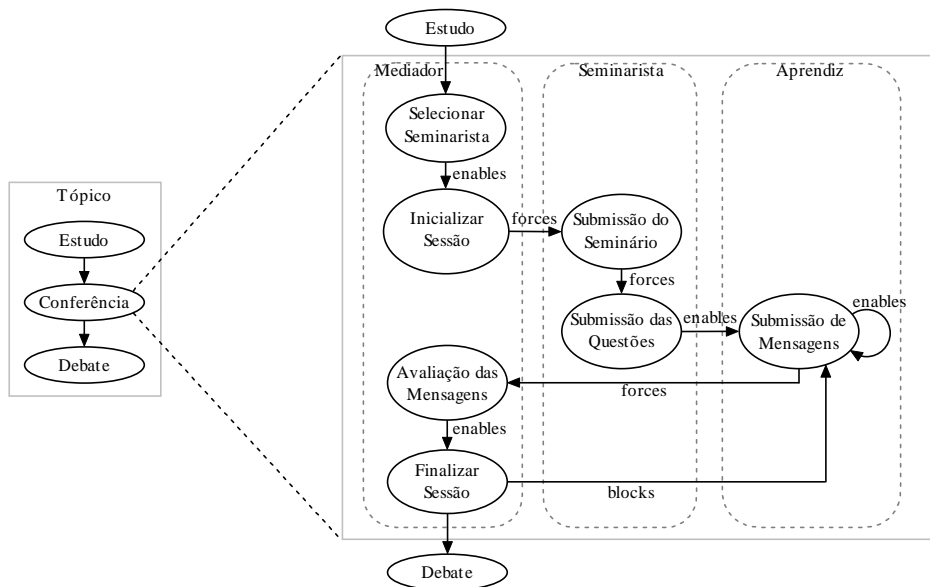 Estudo
Mediador
Seminarista
Aprendiz
Selecionar
Seminarista
enables
Tópico
Estudo
Conferência
Debate
Inicializar
Sessão
forces
Submissão do
Seminário
forces
Submissão das
Questões
enables
Submissão de
Mensagens
enables
Avaliação das
Mensagens
forces
enables
Finalizar
Sessão
blocks
Debate